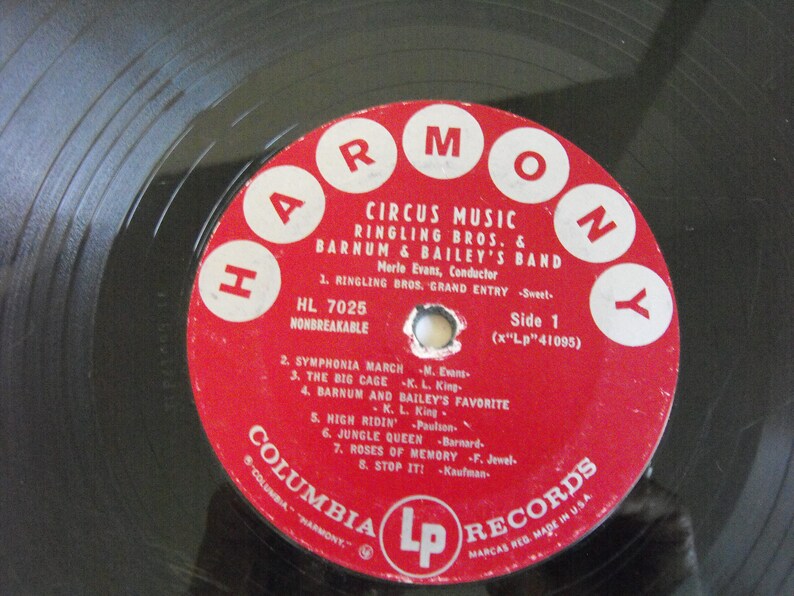 HARMONY
CIRCUS MUSIC
RINGLING BROS. &
BARNUM & BAILEY'S BAND
Merle Evans, Conductor
1. RINGLING BROS. GRAND ENTRY -Sweet-
HL 7025
NONBREAKABLE
Side 1
(x"Lp"41095)
2. SYMPHONIA MARCH -M. Evans-
3. THE BIG CAGE -K. L. King-
4. BARNUM AND BAILEY'S FAVORITE
-K. L. King-
5. HIGH RIDIN' -Paulson-
6. JUNGLE QUEEN -Barnard-
7. ROSES OF MEMORY -F. Jewel-
8. STOP IT! -Kaufman-
COLUMBIA Lp RECORDS
"COLUMBIA" "HARMONY,"
MARCAS REG. MADE IN U.S.A.